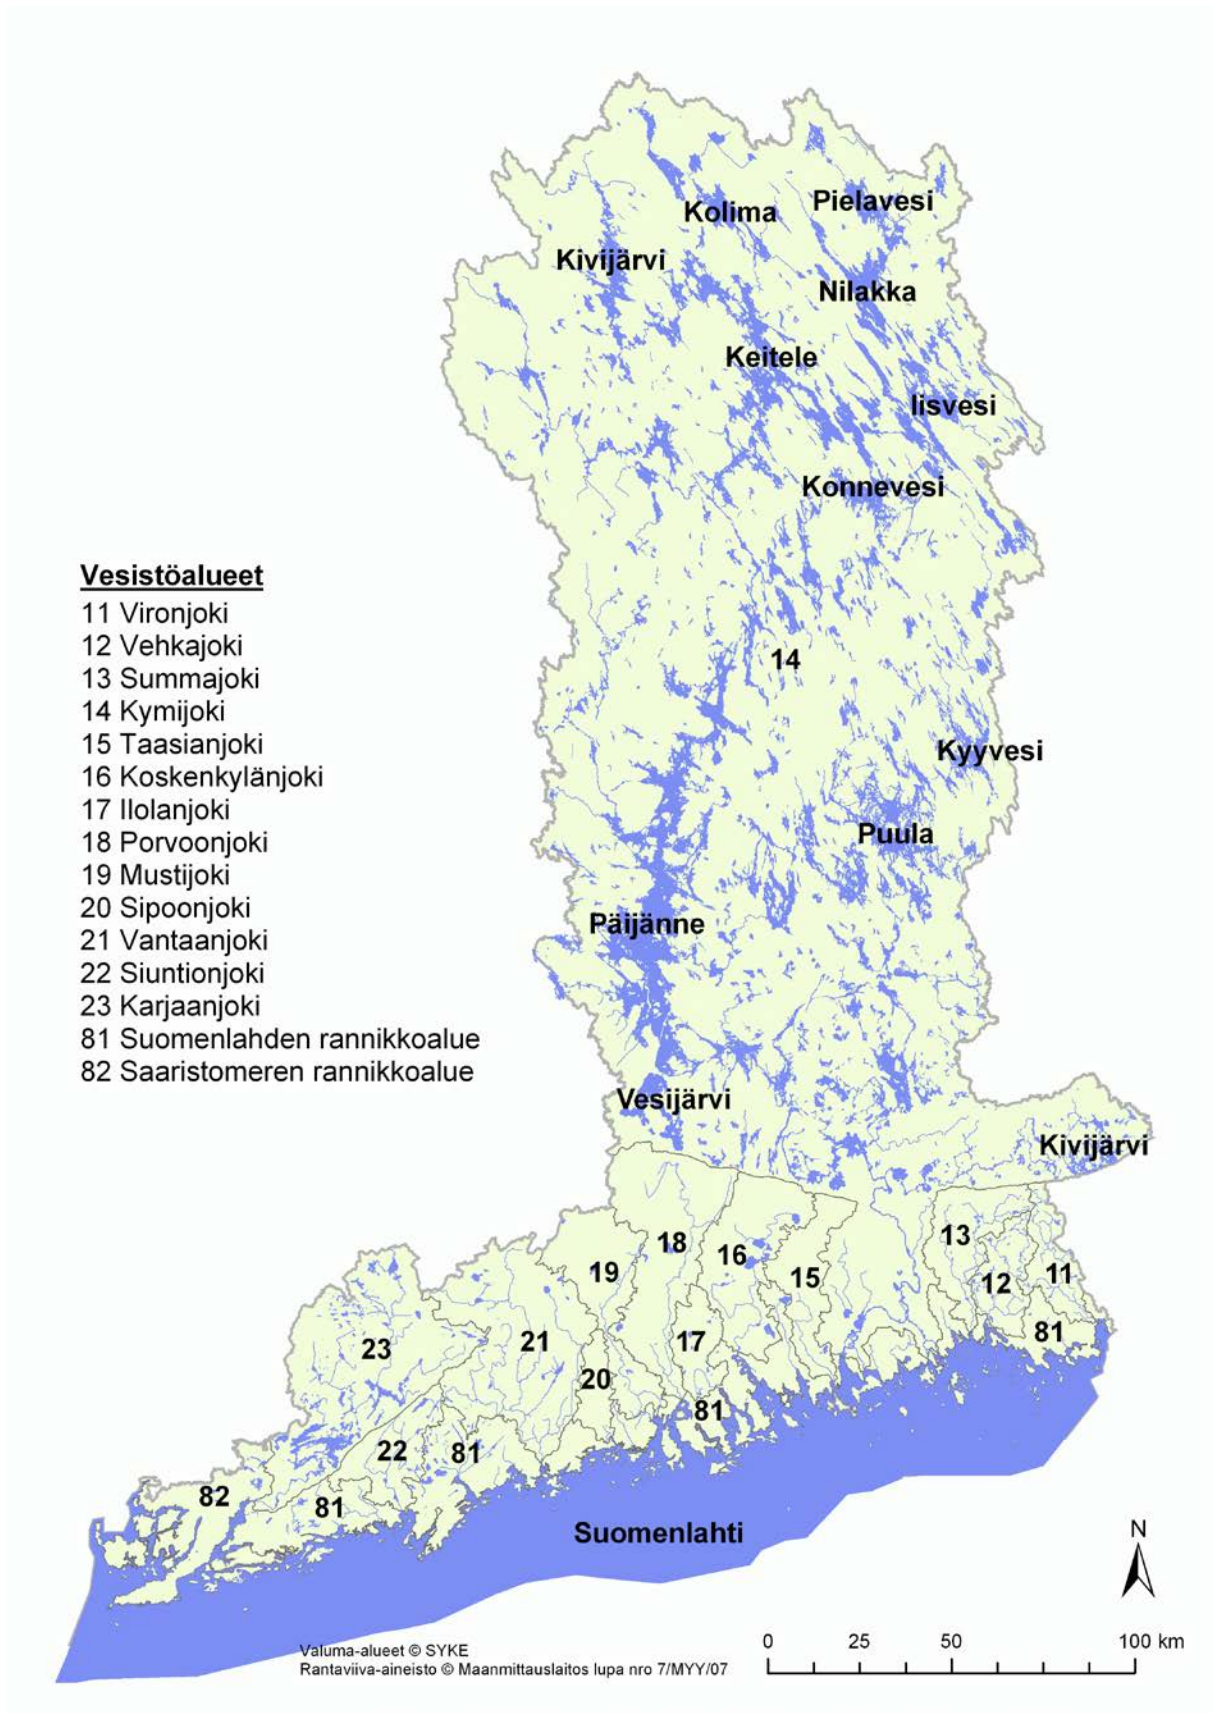 Kolima
Pielavesi
Kivijärvi
Nilakka
Keitele
Iisvesi
Konnevesi
Vesistöalueet
11 Vironjoki
12 Vehkajoki
13 Summajoki
14 Kymijoki
15 Taasianjoki
16 Koskenkylänjoki
17 Ilolanjoki
18 Porvoonjoki
19 Mustijoki
20 Sipoonjoki
21 Vantaanjoki
22 Siuntionjoki
23 Karjaanjoki
81 Suomenlahden rannikkoalue
82 Saaristomeren rannikkoalue
14
Kyyvesi
Puula
Päijänne
Vesijärvi
Kivijärvi
18
16
13
19
15
12
11
23
21
17
81
20
81
22
81
82
81
Suomenlahti
N
Valuma-alueet © SYKE
Rantaviiva-aineisto © Maanmittauslaitos lupa nro 7/MYY/07
0 25 50 100 km